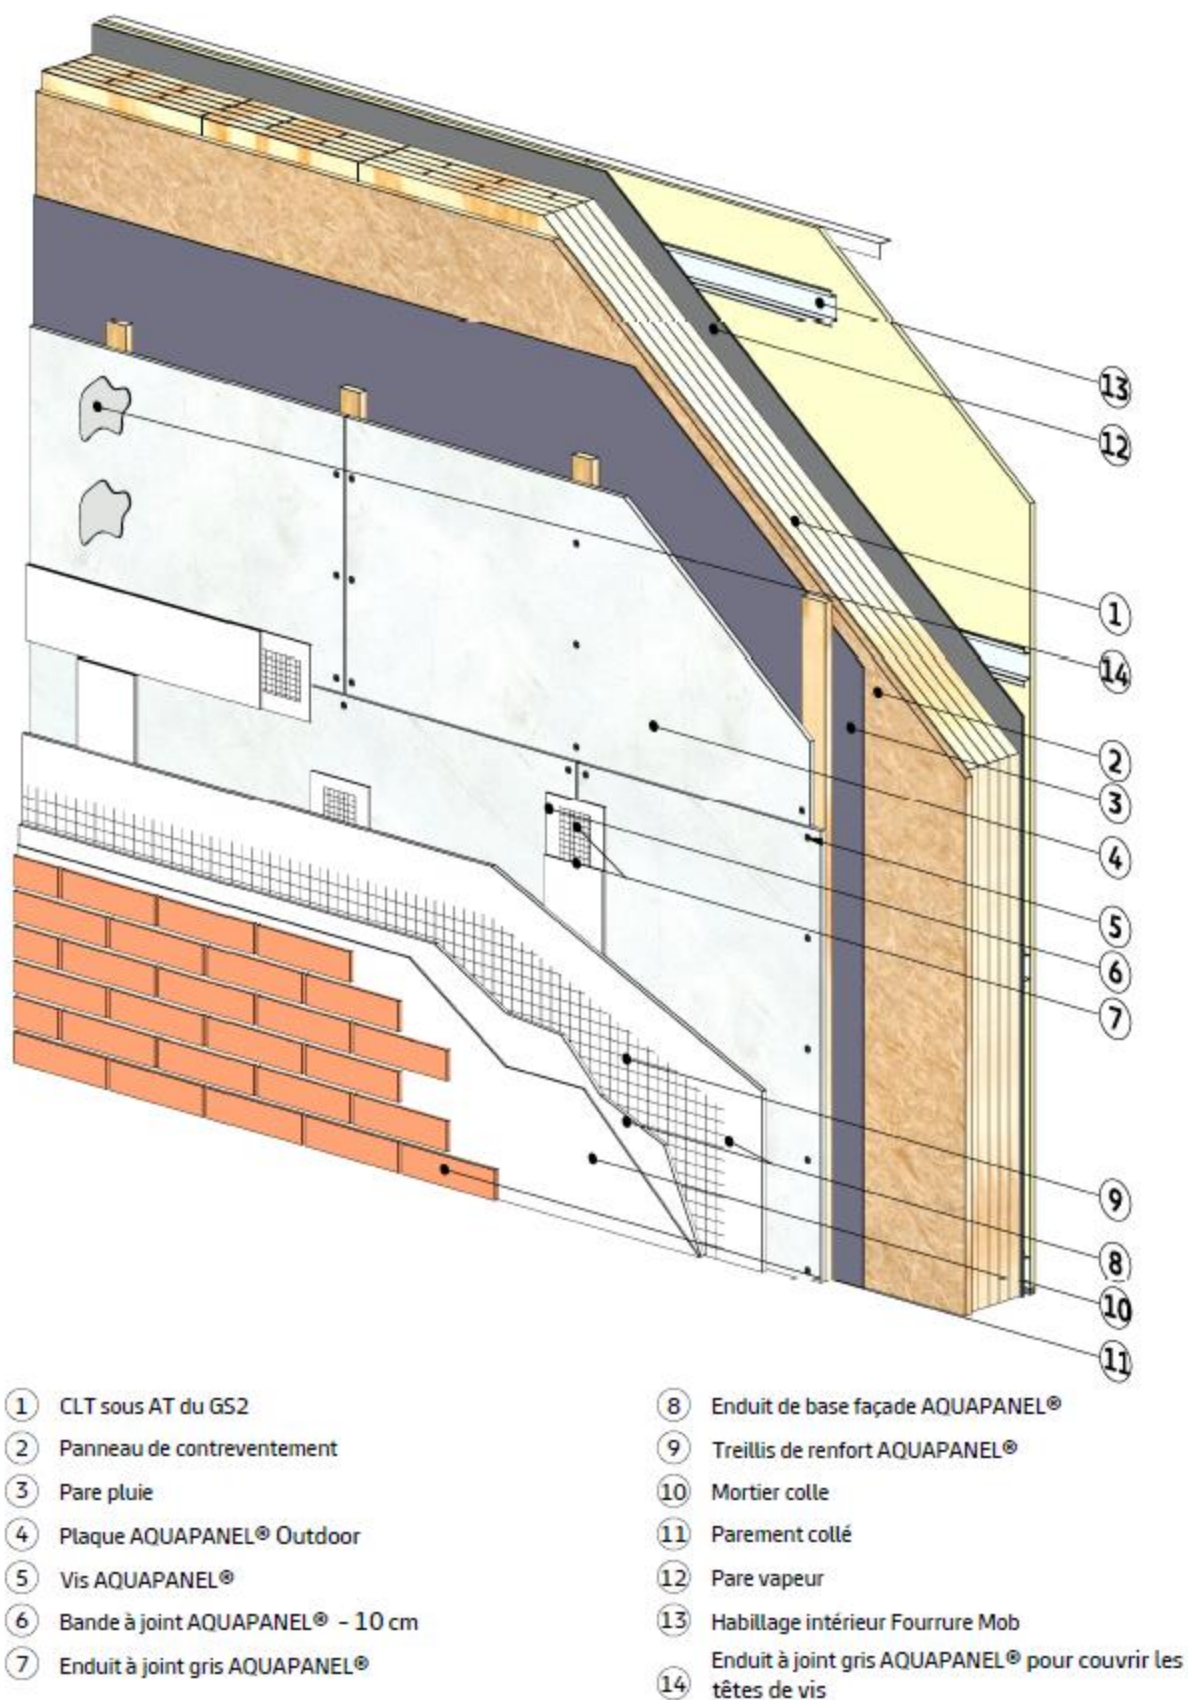 13
12
1
14
2
3
4
5
6
7
9
8
10
11
1 CLT sous AT du GS2
2 Panneau de contreventement
3 Pare pluie
4 Plaque AQUAPANEL® Outdoor
5 Vis AQUAPANEL®
6 Bande à joint AQUAPANEL® - 10 cm
7 Enduit à joint gris AQUAPANEL®
8 Enduit de base façade AQUAPANEL®
9 Treillis de renfort AQUAPANEL®
10 Mortier colle
11 Parement collé
12 Pare vapeur
13 Habillage intérieur Fourrure Mob
14 Enduit à joint gris AQUAPANEL® pour couvrir les
têtes de vis